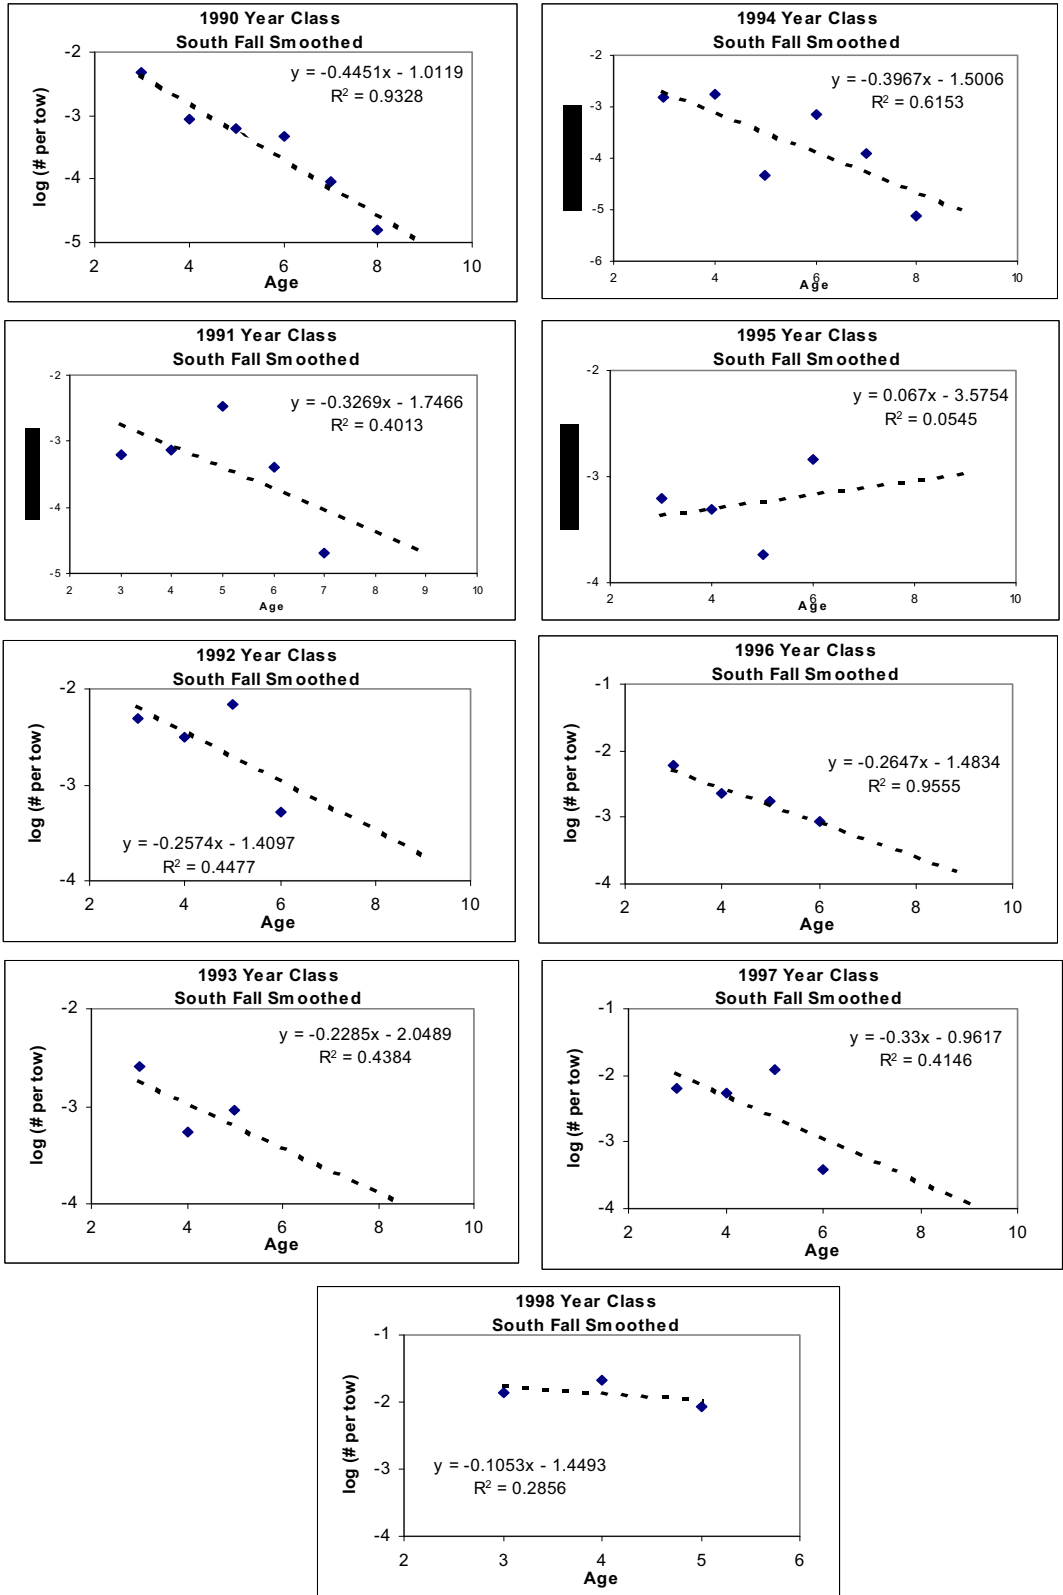 1990 Year Class
South Fall Smoothed
y = -0.4451x - 1.0119
R² = 0.9328
log (# per tow)
-2
-3
-4
-5
2 4 6 8 10
Age
1994 Year Class
South Fall Smoothed
y = -0.3967x - 1.5006
R² = 0.6153
-2
-3
-4
-5
-6
2 4 6 8 10
Age
1991 Year Class
South Fall Smoothed
y = -0.3269x - 1.7466
R² = 0.4013
-2
-3
-4
-5
2 3 4 5 6 7 8 9 10
Age
1995 Year Class
South Fall Smoothed
y = 0.067x - 3.5754
R² = 0.0545
-2
-3
-4
2 4 6 8 10
Age
1992 Year Class
South Fall Smoothed
log (# per tow)
-2
-3
-4
y = -0.2574x - 1.4097
R² = 0.4477
2 4 6 8 10
Age
1996 Year Class
South Fall Smoothed
log (# per tow)
-1
-2
-3
-4
y = -0.2647x - 1.4834
R² = 0.9555
2 4 6 8 10
Age
1993 Year Class
South Fall Smoothed
y = -0.2285x - 2.0489
R² = 0.4384
log (# per tow)
-2
-3
-4
2 4 6 8 10
Age
1997 Year Class
South Fall Smoothed
y = -0.33x - 0.9617
R² = 0.4146
log (# per tow)
-1
-2
-3
-4
2 4 6 8 10
Age
1998 Year Class
South Fall Smoothed
log (# per tow)
-1
-2
-3
-4
y = -0.1053x - 1.4493
R² = 0.2856
2 3 4 5 6
Age